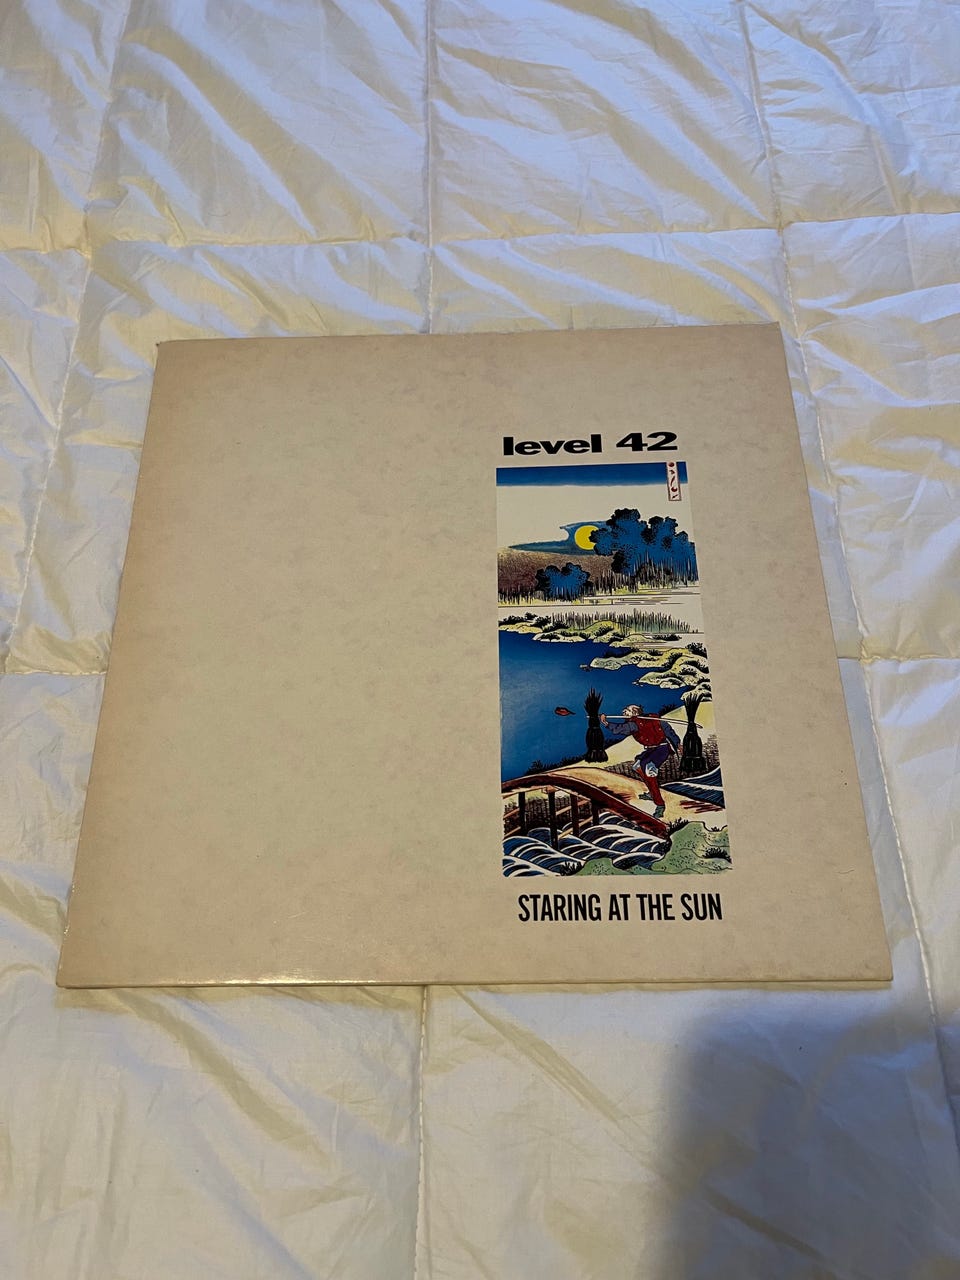 level 42
STARING AT THE SUN